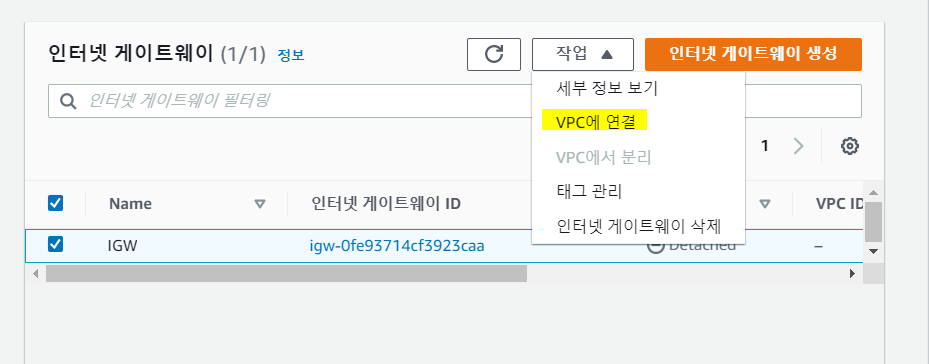 인터넷 게이트웨이 (1/1) 정보
작업 ▲
인터넷 게이트웨이 생성
인터넷 게이트웨이 필터링
세부 정보 보기
VPC에 연결
VPC에서 분리
태그 관리
인터넷 게이트웨이 삭제
1
Name 인터넷 게이트웨이 ID VPC ID
IGW igw-0fe93714cf3923caa Detached –